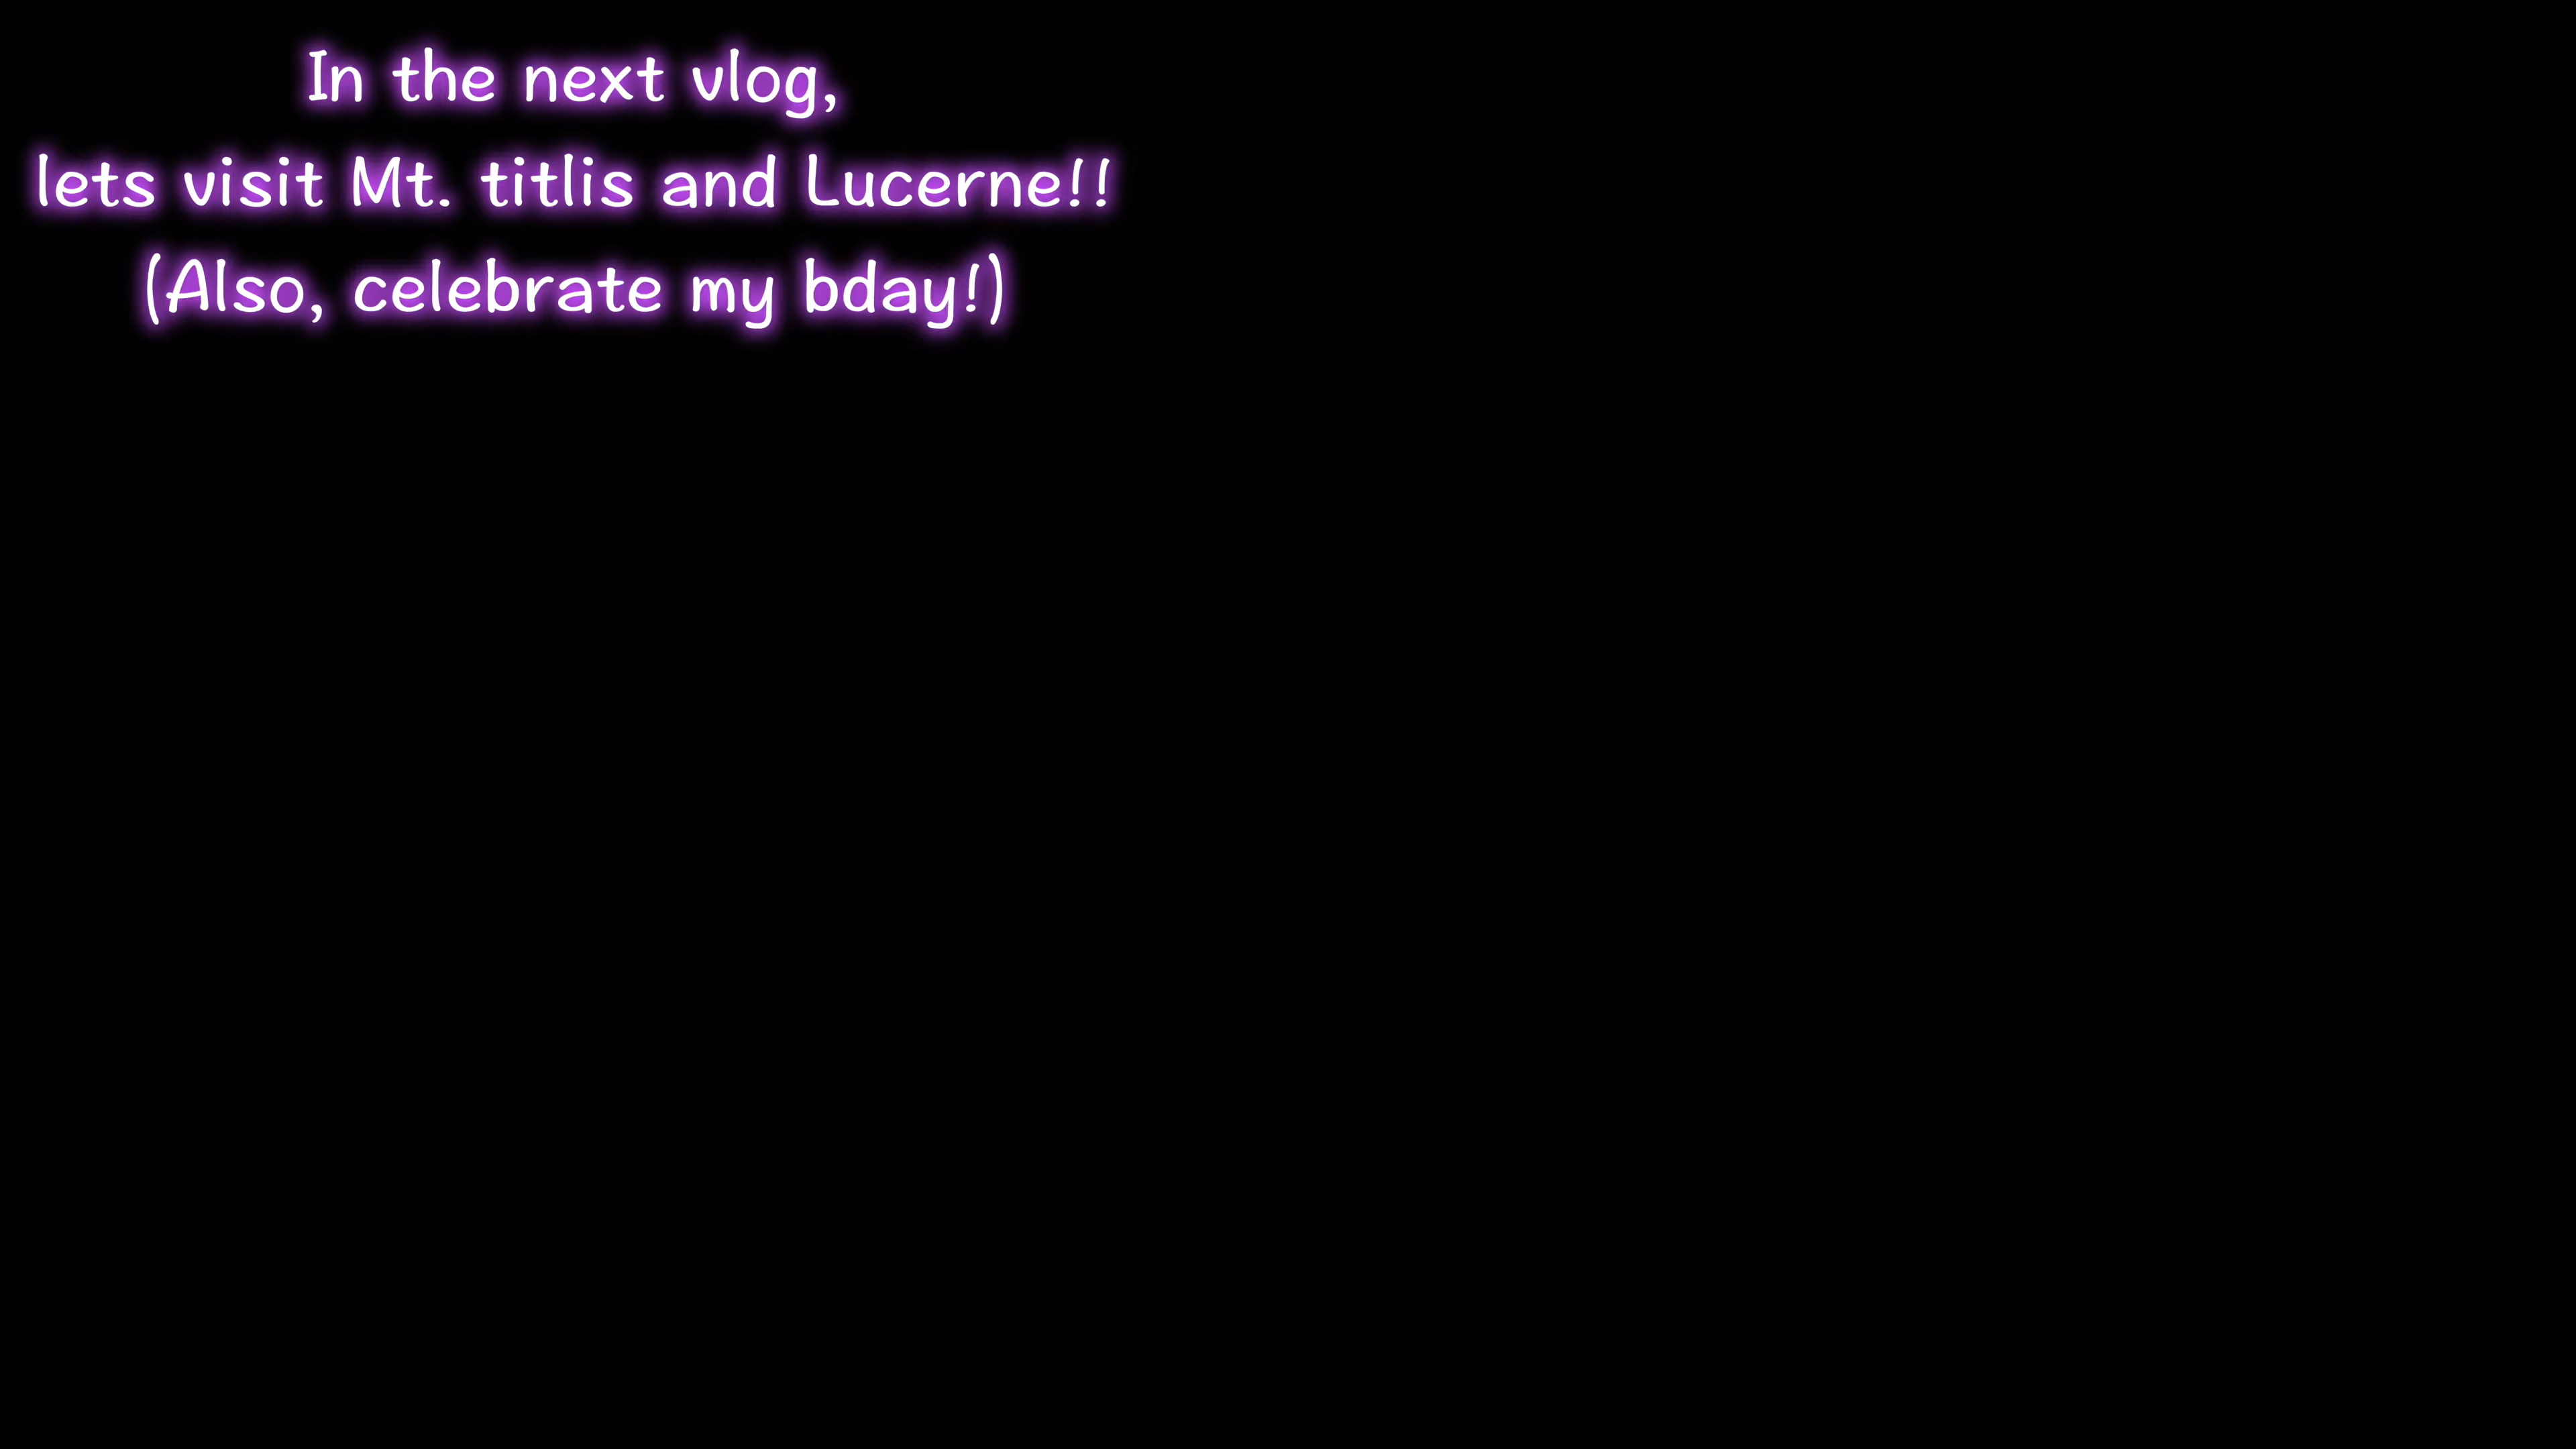 In the next vlog,
lets visit Mt. titlis and Lucerne!!
(Also, celebrate my bday!)